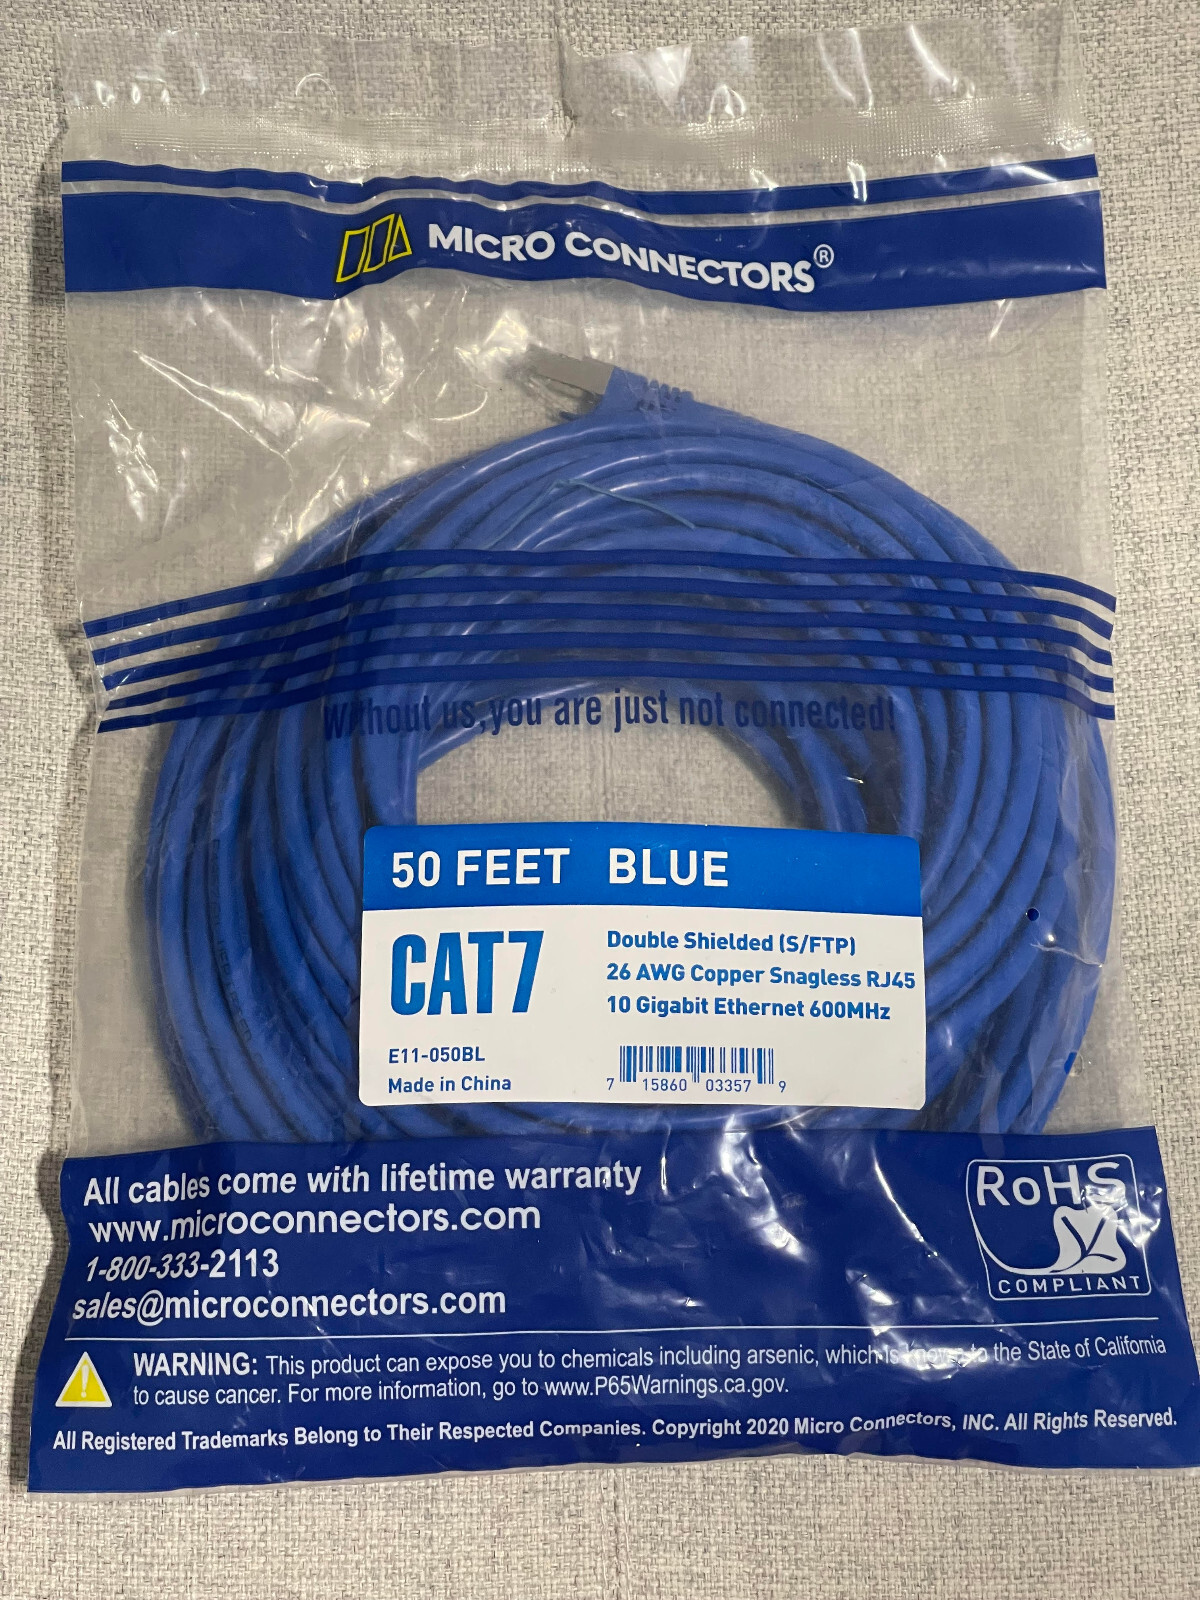 MICRO CONNECTORS®
Without us,you are just not connected!
50 FEET BLUE
CAT7
Double Shielded (S/FTP)
26 AWG Copper Snagless RJ45
10 Gigabit Ethernet 600MHz
E11-050BL
Made in China
7 15860 03357 9
All cables come with lifetime warranty
www.microconnectors.com
1-800-333-2113
sales@microconnectors.com
RoHS
COMPLIANT
WARNING: This product can expose you to chemicals including arsenic, which is known to the State of California
to cause cancer. For more information, go to www.P65Warnings.ca.gov.
All Registered Trademarks Belong to Their Respected Companies. Copyright 2020 Micro Connectors, INC. All Rights Reserved.